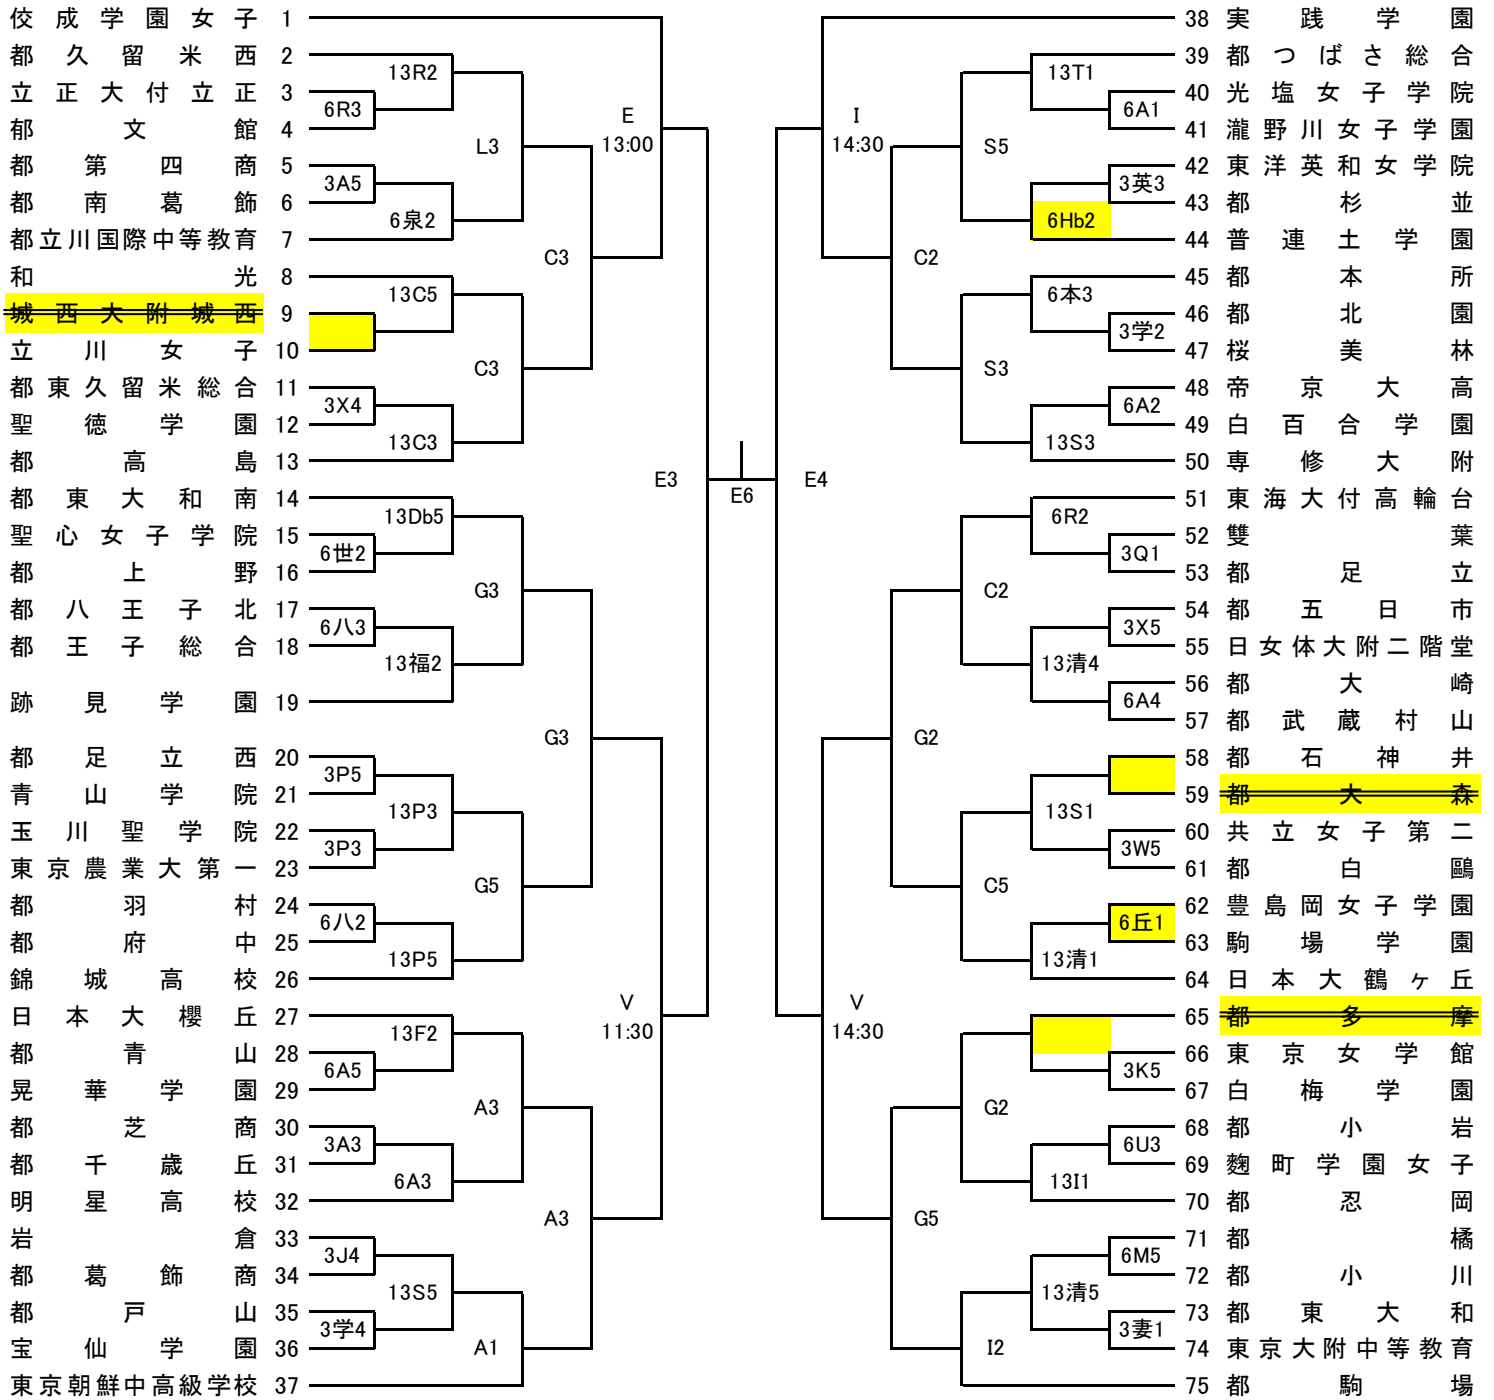 佼成学園女子 1
都久留米西 2
立正大付立正 3
郁文館 4
都第四商 5
都南葛飾 6
都立川国際中等教育 7
和光 8
城西大附城西 9
立川女子 10
都東久留米総合 11
聖徳学園 12
都高島 13
都東大和南 14
聖心女子学院 15
都上野 16
都八王子北 17
都王子総合 18
跡見学園 19
都足立西 20
青山学院 21
玉川聖学院 22
東京農業大第一 23
都羽村 24
都府中 25
錦城高校 26
日本大櫻丘 27
都青山 28
晃華学園 29
都芝商 30
都千歳丘 31
明星高校 32
岩倉 33
都葛飾商 34
都戸山 35
宝仙学園 36
東京朝鮮中高級学校 37
13R2
6R3
3A5
6泉2
13C5
3X4
13C3
13Db5
6世2
6八3
13福2
3P5
13P3
3P3
6八2
13P5
13F2
6A5
3A3
6A3
3J4
13S5
3学4
L3
C3
G3
G5
A3
A1
C3
G3
A3
E
13:00
V
11:30
E3
E6
E4
I
14:30
V
14:30
C2
G2
G5
S5
S3
C2
C5
G2
I2
13T1
6A1
3英3
6Hb2
6本3
3学2
6A2
13S3
6R2
3Q1
3X5
13清4
6A4
13S1
3W5
6丘1
13清1
3K5
6U3
13I1
6M5
13清5
3妻1
38 実践学園
39 都つばさ総合
40 光塩女子学院
41 瀧野川女子学園
42 東洋英和女学院
43 都杉並
44 普連土学園
45 都本所
46 都北園
47 桜美林
48 帝京大高
49 白百合学園
50 専修大附
51 東海大付高輪台
52 雙葉
53 都足立
54 都五日市
55 日女体大附二階堂
56 都大崎
57 都武蔵村山
58 都石神井
59 都大森
60 共立女子第二
61 都白鷗
62 豊島岡女子学園
63 駒場学園
64 日本大鶴ヶ丘
65 都多摩
66 東京女学館
67 白梅学園
68 都小岩
69 麴町学園女子
70 都忍岡
71 都橘
72 都小川
73 都東大和
74 東京大附中等教育
75 都駒場